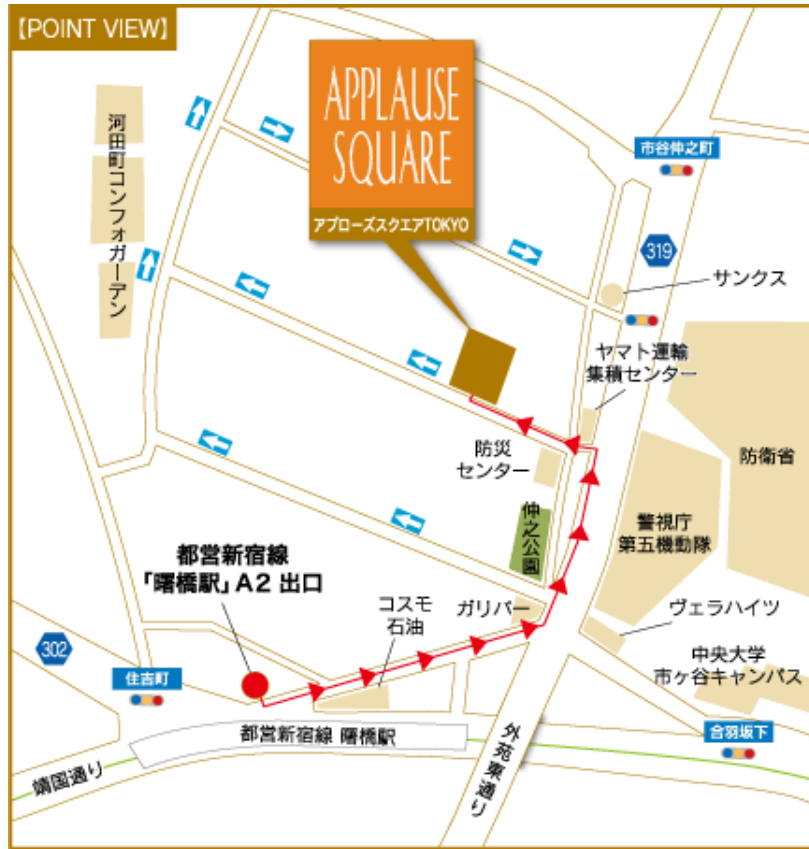 【POINT VIEW】
APPLAUSE
SQUARE
アプローズスクエアTOKYO
河田町コンフォガーデン
市谷仲之町
319
サンクス
ヤマト運輸
集積センター
防衛省
防災
センター
仲之公園
警視庁
第五機動隊
都営新宿線
「曙橋駅」A2 出口
コスモ
石油
ガリバー
ヴェラハイツ
302
住吉町
中央大学
市ヶ谷キャンパス
合羽坂下
都営新宿線 曙橋駅
外苑東通り
靖国通り